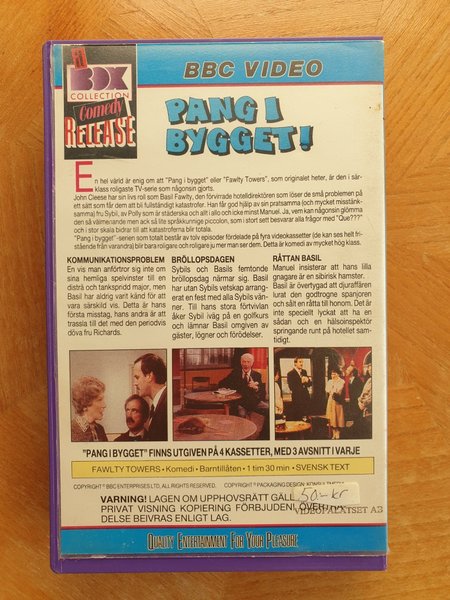 BOX
COLLECTION
Comedy
RELEASE
BBC VIDEO
PANG I
BYGGET!
En hel värld är enig om att "Pang i bygget" eller "Fawlty Towers", som originalet heter, är den i sär-
klass roligaste TV-serie som någonsin gjorts.
John Cleese har sin livs roll som Basil Fawlty, den förvirrade hotelldirektören som löser de små problemen på
ett sätt som får dem att bli fullständigt katastrofer. Han får god hjälp av sin pratsamma (och mycket misstänk-
samma) fru Sybil, av Polly som är städerska och allt i allo och icke minst Manuel. Ja, vem kan någonsin glömma
den så välmenande men ack så lite språkkunnige piccolon, som i stort sett besvarar alla frågor med "Que???"
och i stor skala bidrar till att katastroferna blir totala.
"Pang i bygget"-serien som totalt består av tolv episoder fördelade på fyra videokassetter (de kan ses helt fri-
stående från varandra) blir bara roligare och roligare ju mer man ser dem. Detta är komedi av mycket hög klass.
KOMMUNIKATIONSPROBLEM
En vis man anförtror sig inte om
sina hemliga spelvinster till en
disträ och tankspridd major, men
Basil har aldrig varit känd för att
vara särskild vis. Detta är hans
första misstag, hans andra är att
trassla till det med den periodvis
döva fru Richards.
BRÖLLOPSDAGEN
Sybils och Basils femtonde
bröllopsdag närmar sig. Basil
har utan Sybils vetskap arrang-
erat en fest med alla Sybils vän-
ner. Till hans stora förtvivlan
åker Sybil iväg på en golfkurs
och lämnar Basil omgiven av
gäster, lögner och förödelser.
RÅTTAN BASIL
Manuel insisterar att hans lilla
gnagare är en sibirisk hamster.
Basil är övertygad att djuraffären
lurat den godtrogne spanjoren
och sålt en råtta till honom. Det är
inte speciellt lyckat att ha en
sådan och en hälsoinspektör
springande runt på hotellet sam-
tidigt.
"PANG I BYGGET" FINNS UTGIVEN PÅ 4 KASSETTER, MED 3 AVSNITT I VARJE
FAWLTY TOWERS • Komedi • Barntillåten • 1 tim 30 min • SVENSK TEXT
COPYRIGHT © BBC ENTERPRISES LTD, ALL RIGHTS RESERVED. COPYRIGHT © PACKAGING DESIGN:
VARNING! LAGEN OM UPPHOVSRÄTT GÄLL
PRIVAT VISNING KOPIERING FÖRBJUDEN!
DELSE BEIVRAS ENLIGT LAG.
50:- kr
QUALITY ENTERTAINMENT FOR YOUR PLEASURE